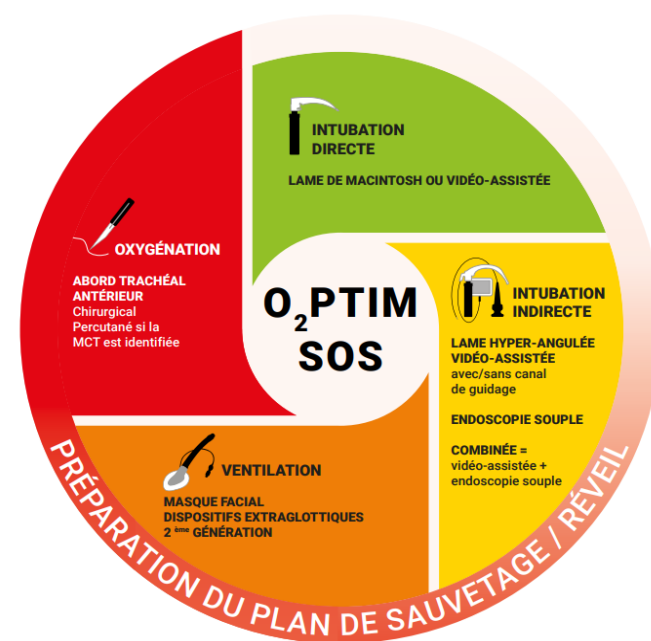 INTUBATION
DIRECTE
LAME DE MACINTOSH OU VIDÉO-ASSISTÉE
OXYGÉNATION
ABORD TRACHÉAL
ANTÉRIEUR
Chirurgical
Percutané si la
MCT est identifiée
O2PTIM
SOS
INTUBATION
INDIRECTE
LAME HYPER-ANGULÉE
VIDÉO-ASSISTÉE
avec/sans canal
de guidage
ENDOSCOPIE SOUPLE
COMBINÉE =
vidéo-assistée +
endoscopie souple
VENTILATION
MASQUE FACIAL
DISPOSITIFS EXTRAGLOTTIQUES
2 ème GÉNÉRATION
PRÉPARATION DU PLAN DE SAUVETAGE / RÉVEIL